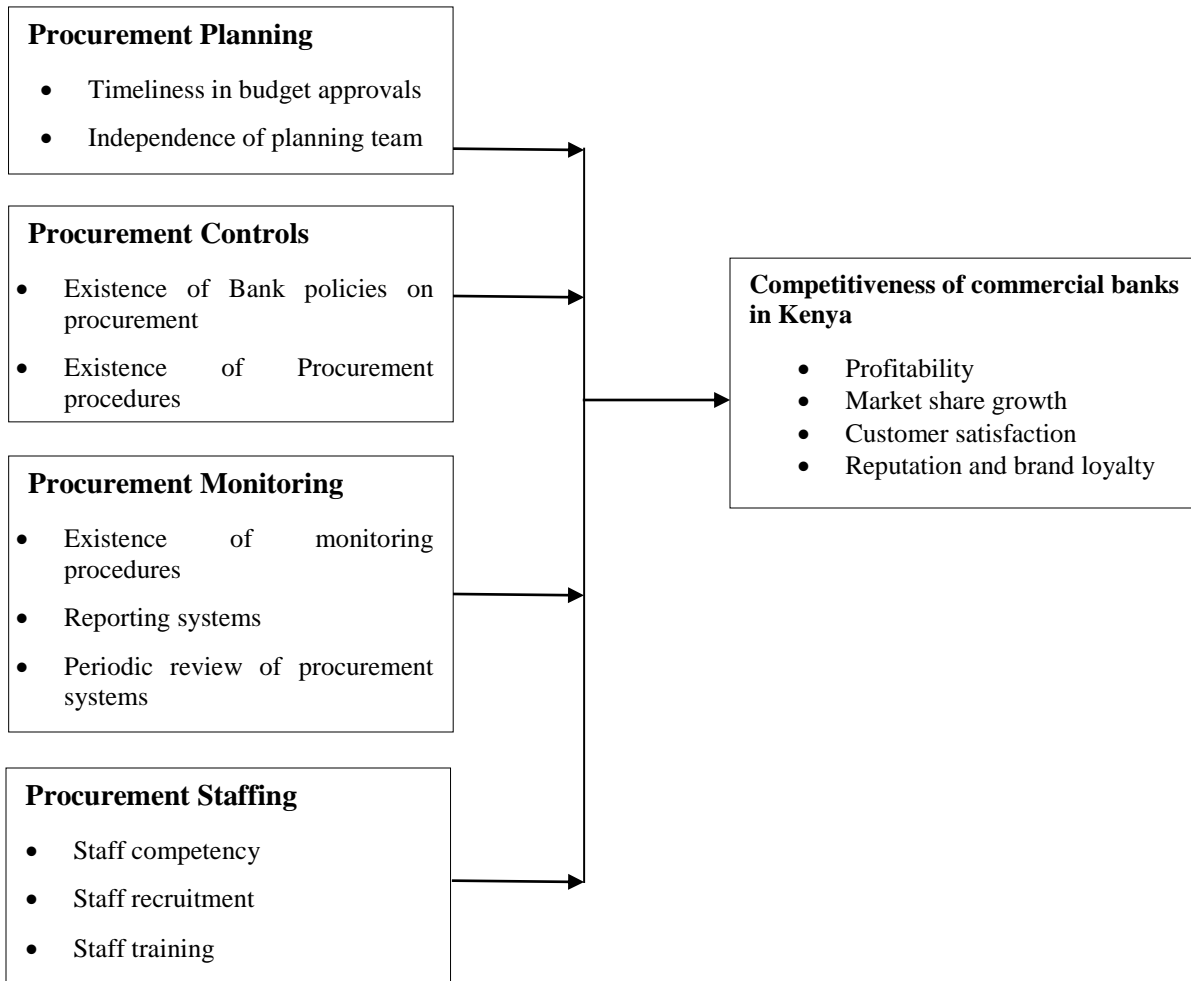 Procurement Planning
• Timeliness in budget approvals
• Independence of planning team
Procurement Controls
• Existence of Bank policies on
procurement
• Existence of Procurement
procedures
Procurement Monitoring
• Existence of monitoring
procedures
• Reporting systems
• Periodic review of procurement
systems
Procurement Staffing
• Staff competency
• Staff recruitment
• Staff training
Competitiveness of commercial banks
in Kenya
• Profitability
• Market share growth
• Customer satisfaction
• Reputation and brand loyalty